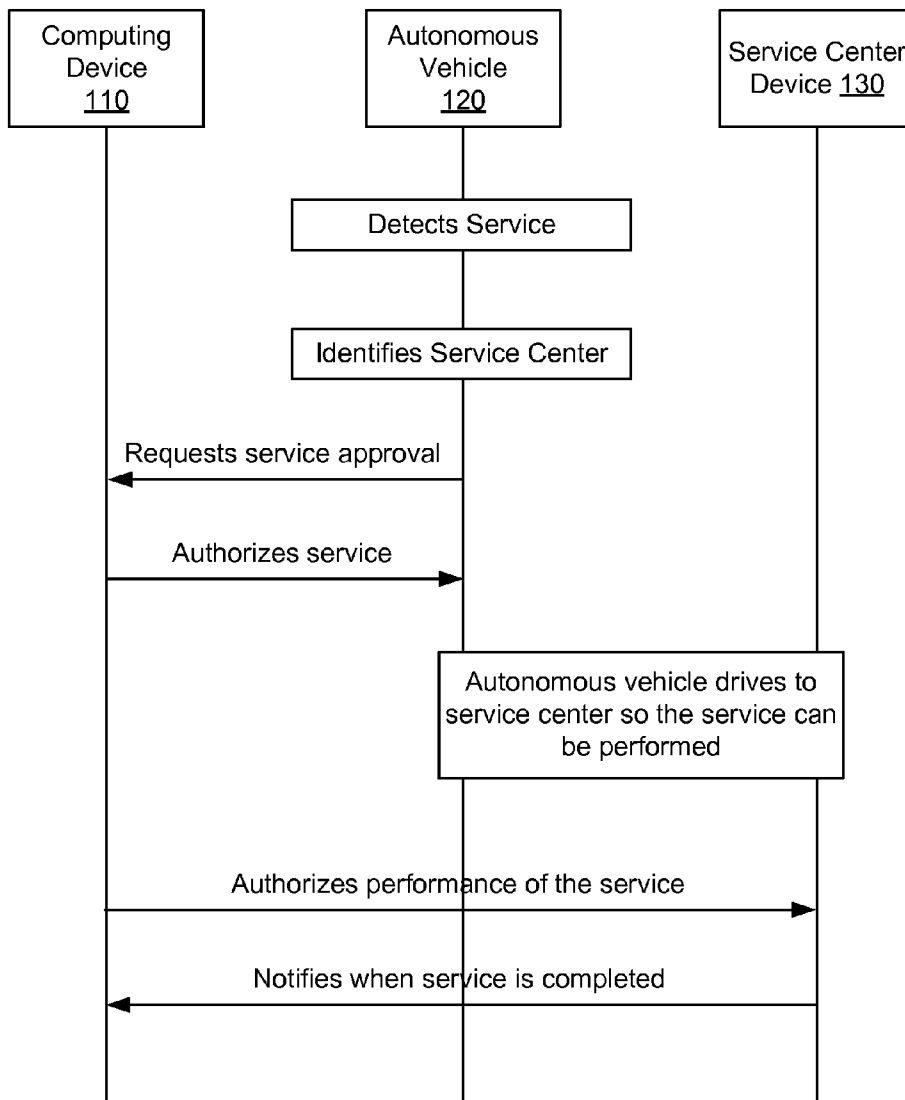 Computing
Device
110
Autonomous
Vehicle
120
Service Center
Device 130
Detects Service
Identifies Service Center
Requests service approval
Authorizes service
Autonomous vehicle drives to
service center so the service can
be performed
Authorizes performance of the service
Notifies when service is completed